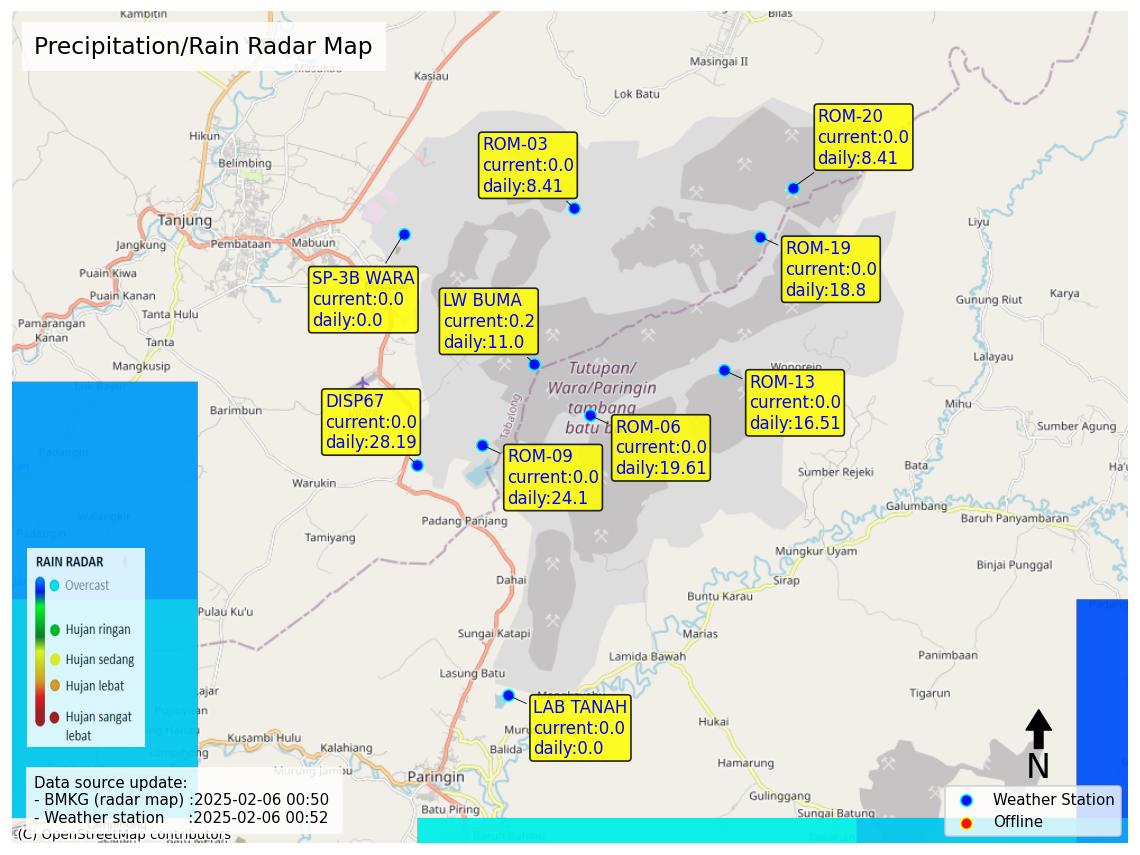 Kambitin
Bilas
Precipitation/Rain Radar Map
Masukau
Kasiau
Masingai II
Lok Batu
Hikun
Belimbing
ROM-03
current:0.0
daily:8.41
ROM-20
current:0.0
daily:8.41
Tanjung
Jangkung
Pembataan
Mabuun
Liyu
Puain Kiwa
Puain Kanan
SP-3B WARA
current:0.0
daily:0.0
ROM-19
current:0.0
daily:18.8
LW BUMA
current:0.2
daily:11.0
Gunung Riut
Karya
Pamarangan
Kanan
Tanta Hulu
Tanta
Mangkusip
Lalayau
Wonorejo
Tutupan/
Wara/Paringin
tambang
batu b
Tabalong
ROM-13
current:0.0
daily:16.51
DISP67
current:0.0
daily:28.19
Barimbun
Mihu
ROM-06
current:0.0
daily:19.61
Sumber Agung
ROM-09
current:0.0
daily:24.1
Padangin
Bata
Sumber Rejeki
Warukin
Galumbang
Baruh Panyambaran
Padang Panjang
Tamiyang
Mungkur Uyam
Binjai Punggal
RAIN RADAR
Overcast
Hujan ringan
Hujan sedang
Hujan lebat
Hujan sangat
lebat
Dahai
Sirap
Buntu Karau
Pulau Ku'u
Sungai Katapi
Marias
Lamida Bawah
Panimbaan
Lasung Batu
Tigarun
LAB TANAH
current:0.0
daily:0.0
Hukai
Kusambi Hulu
Kalahiang
Balida
Murung Jambu
Hamarung
N
Paringin
Data source update:
- BMKG (radar map) :2025-02-06 00:50
- Weather station :2025-02-06 00:52
Batu Piring
Gulinggang
Sungai Batung
Weather Station
Offline
(C) OpenStreetMap contributors